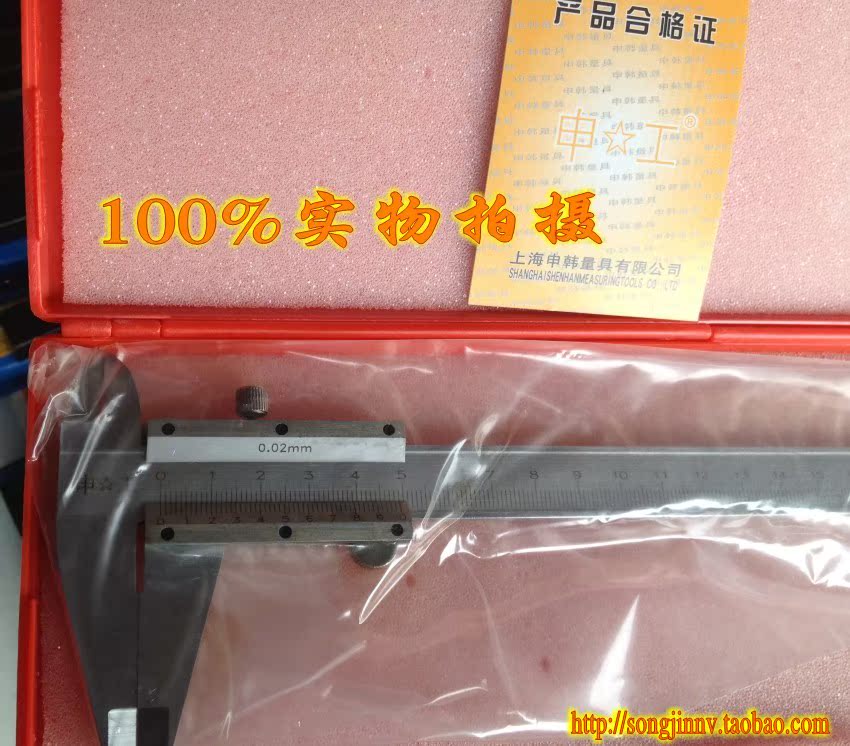 产品合格证
申☆工®
100%实物拍摄
上海申韩量具有限公司
SHANGHAISHENHANMEASURINGTOOLS CO .,LTD
0.02mm
申☆工
0 1 2 3 4 5 7 8 9 10 11 12 13 14 15
0 1 2 3 4 5 6 7 8 9
http://songjinnv.taobao.com/